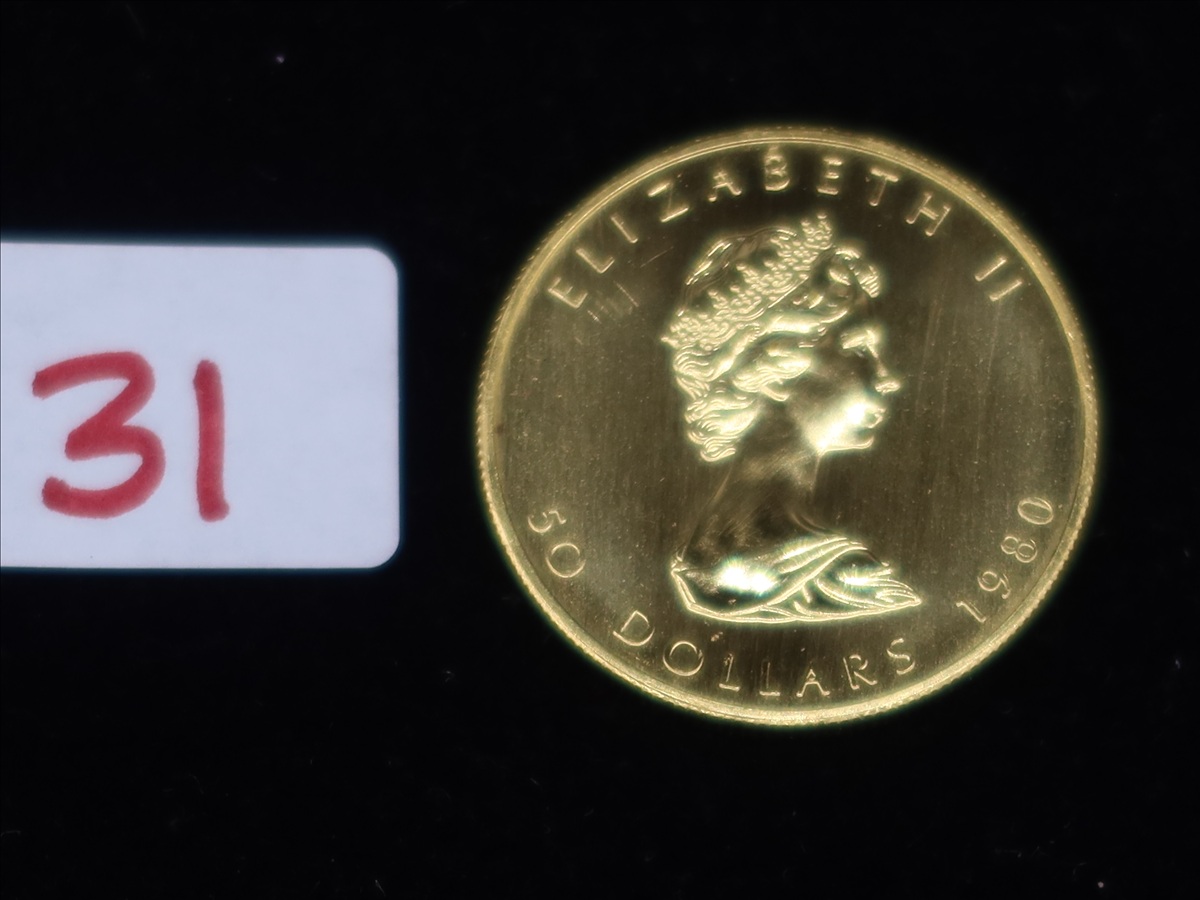 31
ELIZABETH II
50 DOLLARS 1980